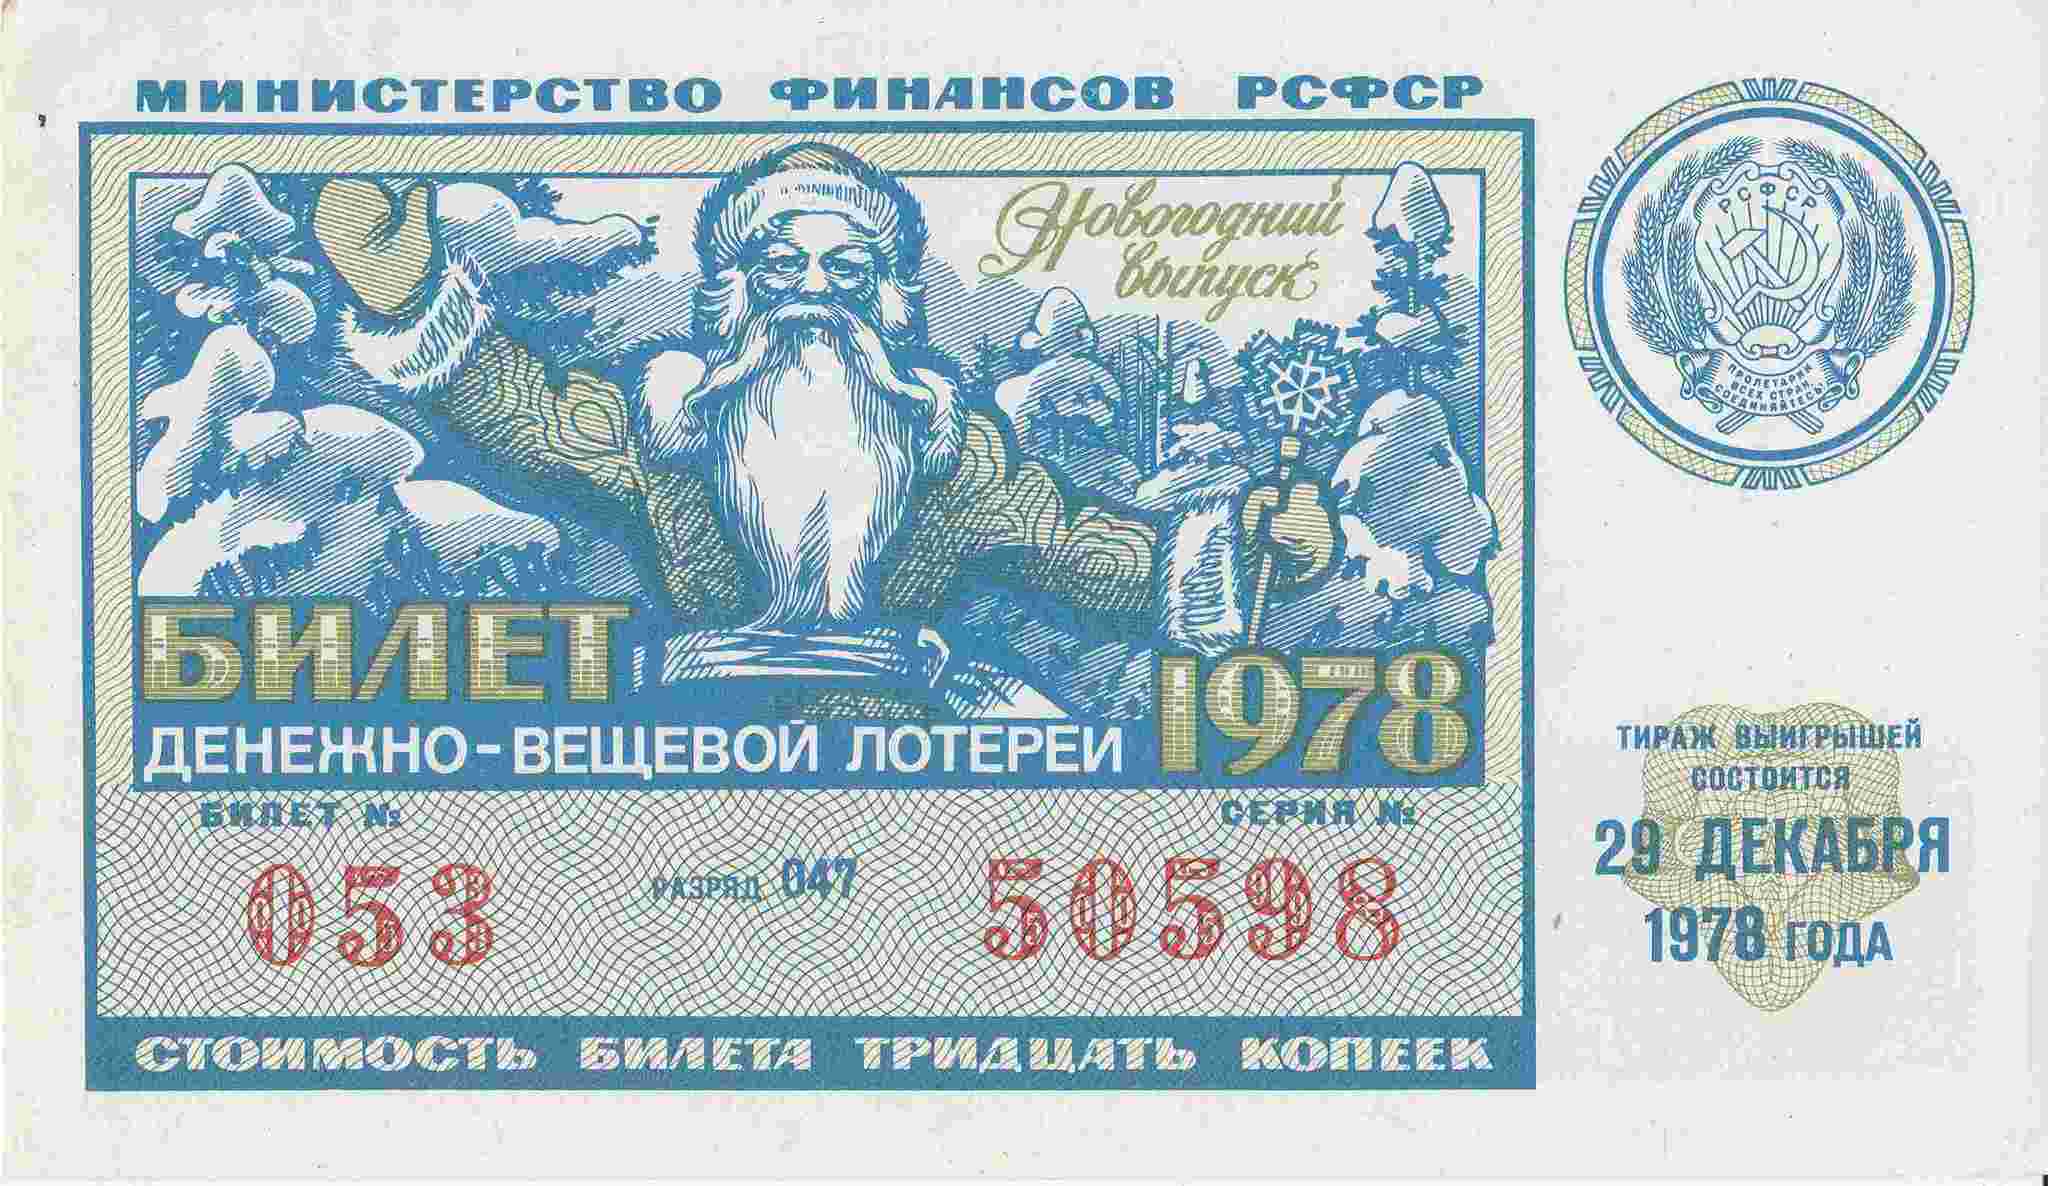 МИНИСТЕРСТВО ФИНАНСОВ РСФСР
Новогодний
выпуск
РСФСР
ПРОЛЕТАРИИ
ВСЕХ СТРАН,
СОЕДИНЯЙТЕСЬ!
БИЛЕТ
1978
ДЕНЕЖНО-ВЕЩЕВОЙ ЛОТЕРЕИ
ТИРАЖ ВЫИГРЫШЕЙ
СОСТОИТСЯ
29 ДЕКАБРЯ
1978 ГОДА
БИЛЕТ №
СЕРИЯ №
053
РАЗРЯД 047
50598
СТОИМОСТЬ БИЛЕТА ТРИДЦАТЬ КОПЕЕК